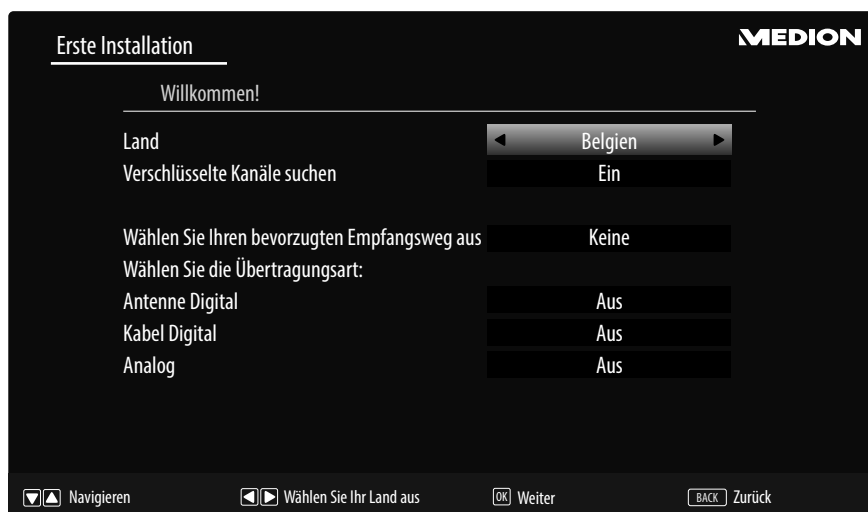 Erste Installation
MEDION
Willkommen!
Land Belgien
Verschlüsselte Kanäle suchen Ein
Wählen Sie Ihren bevorzugten Empfangsweg aus Keine
Wählen Sie die Übertragungsart:
Antenne Digital Aus
Kabel Digital Aus
Analog Aus
Navigieren Wählen Sie Ihr Land aus OK Weiter BACK Zurück